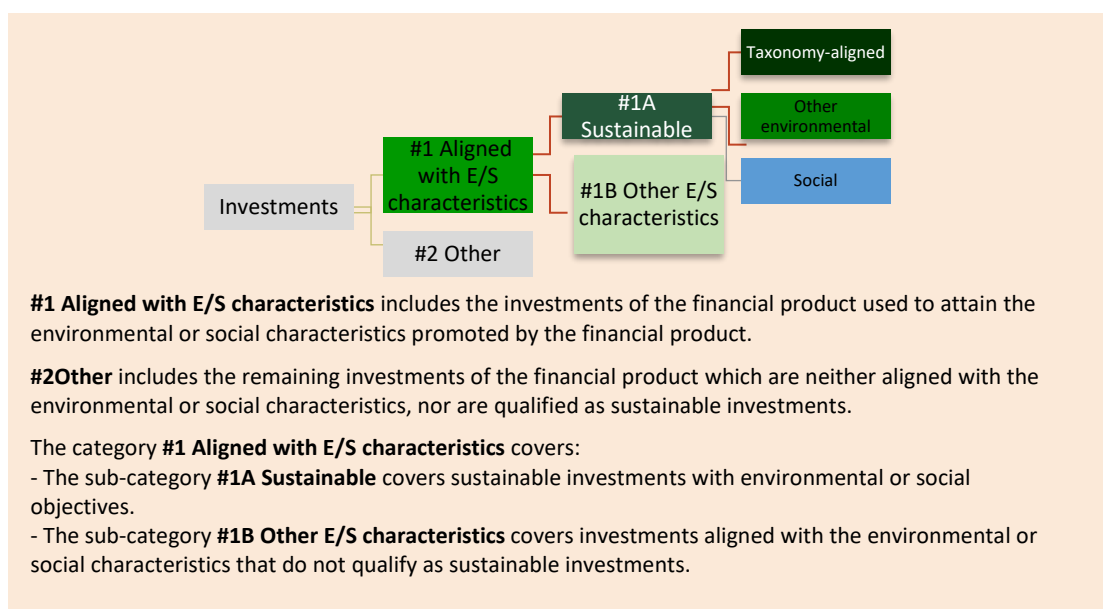 Taxonomy-aligned
#1A
Sustainable
Other
environmental
#1 Aligned
with E/S
characteristics
#1B Other E/S
characteristics
Social
Investments
#2 Other
#1 Aligned with E/S characteristics includes the investments of the financial product used to attain the
environmental or social characteristics promoted by the financial product.
#2Other includes the remaining investments of the financial product which are neither aligned with the
environmental or social characteristics, nor are qualified as sustainable investments.
The category #1 Aligned with E/S characteristics covers:
- The sub-category #1A Sustainable covers sustainable investments with environmental or social
objectives.
- The sub-category #1B Other E/S characteristics covers investments aligned with the environmental or
social characteristics that do not qualify as sustainable investments.